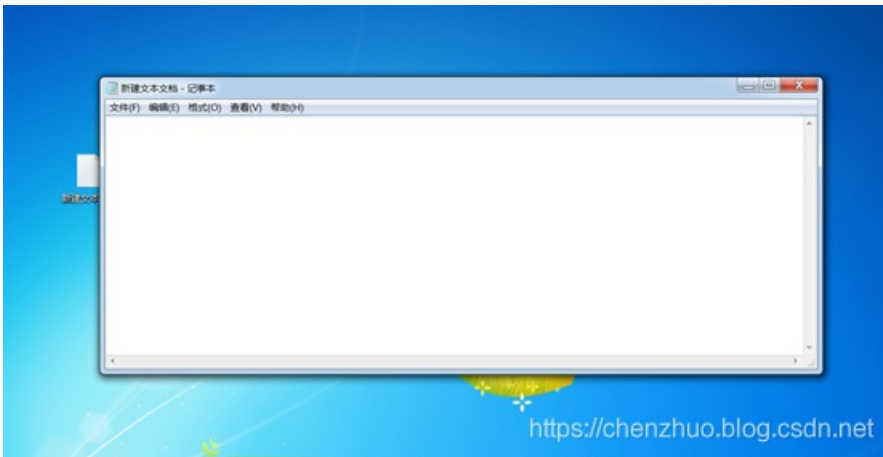 新建文本文档 - 记事本
文件(F) 编辑(E) 格式(O) 查看(V) 帮助(H)
新建文本
https://chenzhuo.blog.csdn.net